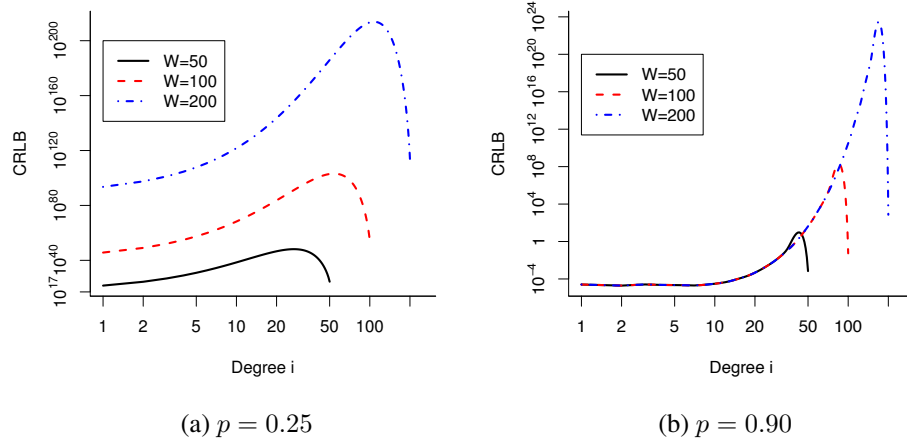 CRLB
10^200
10^160
10^120
10^80
10^40
10^17
W=50
W=100
W=200
1 2 5 10 20 50 100
Degree i
(a) p = 0.25
CRLB
10^24
10^20
10^16
10^12
10^8
10^4
1
10^−4
W=50
W=100
W=200
1 2 5 10 20 50 100
Degree i
(b) p = 0.90